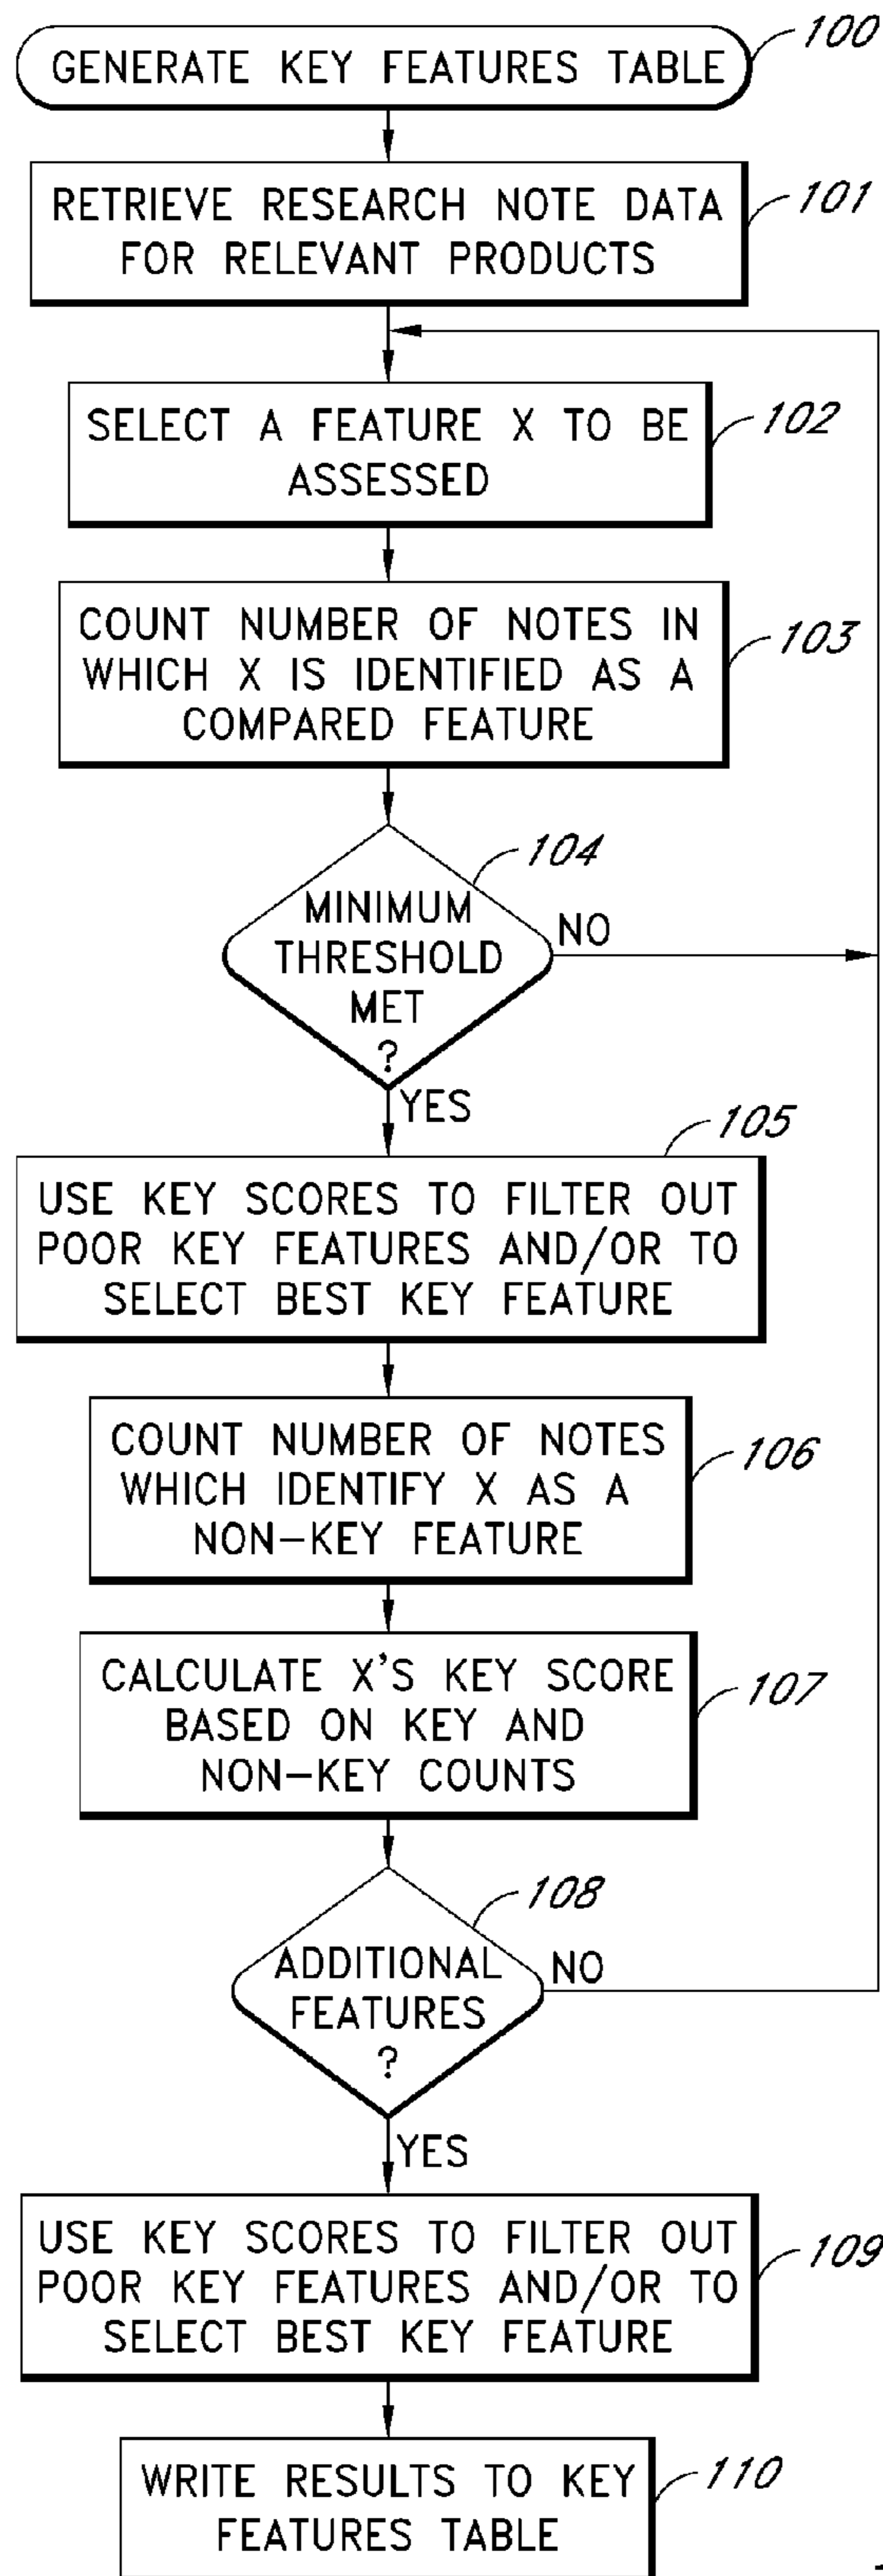 GENERATE KEY FEATURES TABLE
100
RETRIEVE RESEARCH NOTE DATA
FOR RELEVANT PRODUCTS
101
SELECT A FEATURE X TO BE
ASSESSED
102
COUNT NUMBER OF NOTES IN
WHICH X IS IDENTIFIED AS A
COMPARED FEATURE
103
104
MINIMUM
THRESHOLD
MET
?
NO
YES
105
USE KEY SCORES TO FILTER OUT
POOR KEY FEATURES AND/OR TO
SELECT BEST KEY FEATURE
COUNT NUMBER OF NOTES
WHICH IDENTIFY X AS A
NON-KEY FEATURE
106
CALCULATE X'S KEY SCORE
BASED ON KEY AND
NON-KEY COUNTS
107
108
ADDITIONAL
FEATURES
?
NO
YES
USE KEY SCORES TO FILTER OUT
POOR KEY FEATURES AND/OR TO
SELECT BEST KEY FEATURE
109
WRITE RESULTS TO KEY
FEATURES TABLE
110